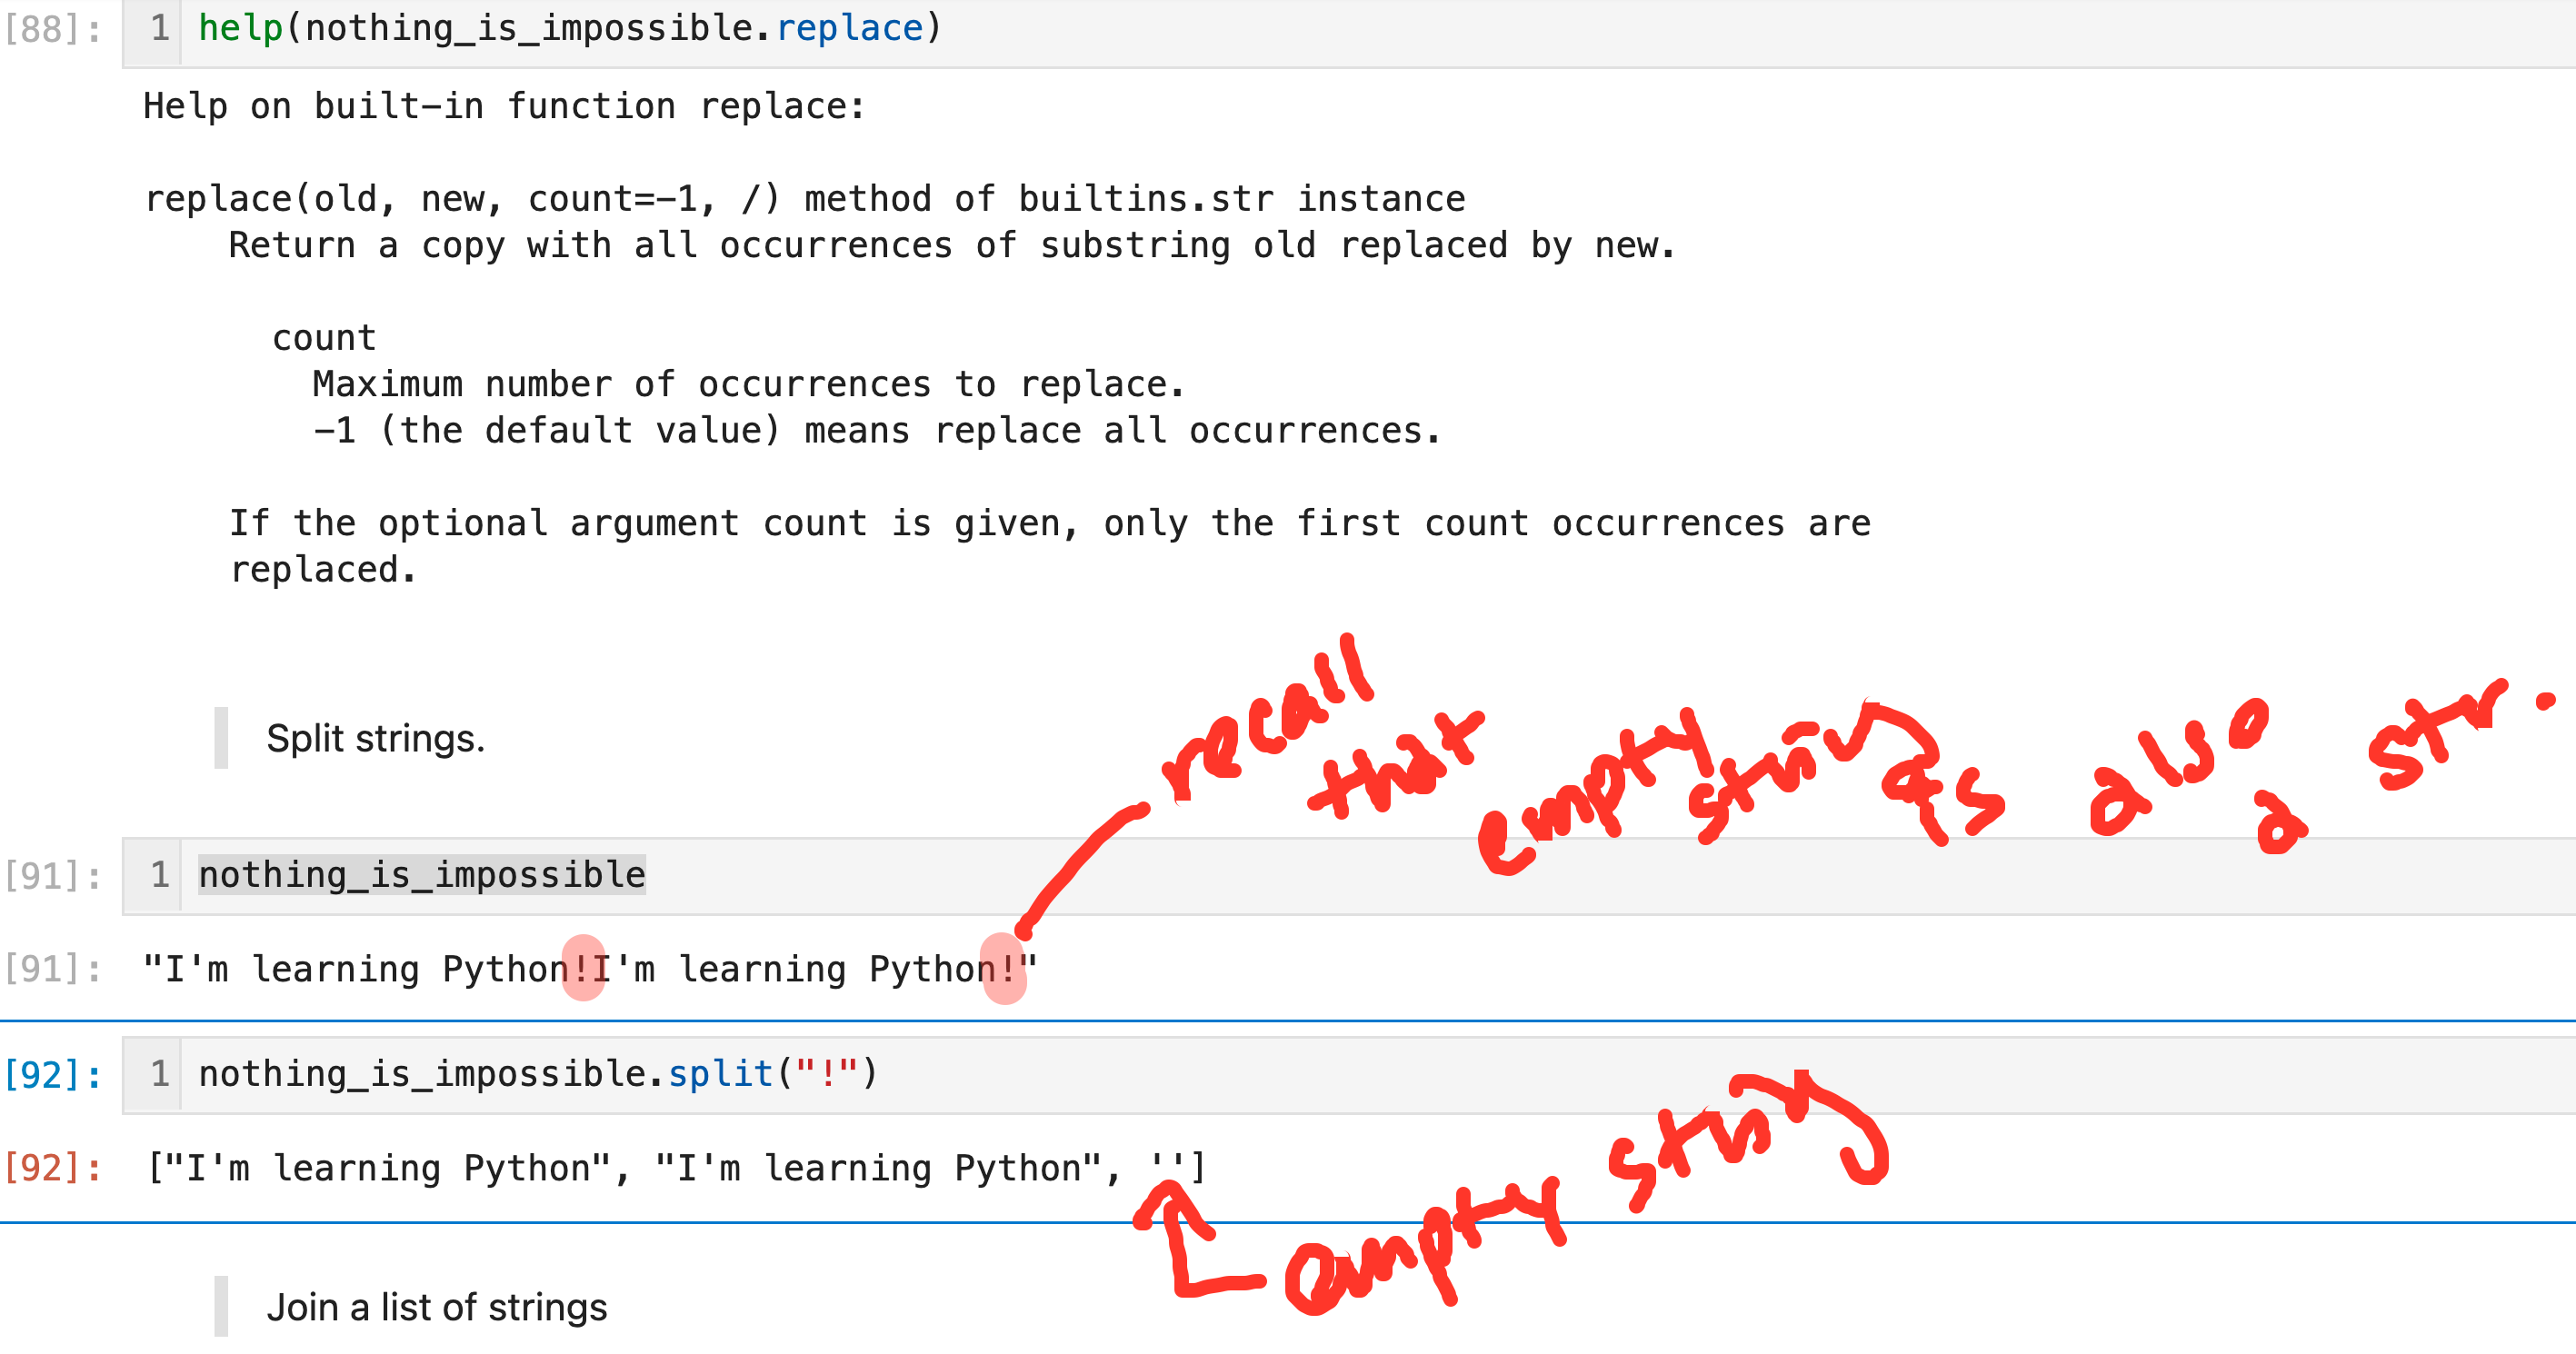 [88]: 1 help(nothing_is_impossible.replace)
Help on built-in function replace:
replace(old, new, count=-1, /) method of builtins.str instance
Return a copy with all occurrences of substring old replaced by new.
count
Maximum number of occurrences to replace.
-1 (the default value) means replace all occurrences.
If the optional argument count is given, only the first count occurrences are
replaced.
recall that empty string is also a str.
Split strings.
[91]: 1 nothing_is_impossible
[91]: "I'm learning Python!I'm learning Python!"
[92]: 1 nothing_is_impossible.split("!")
[92]: ["I'm learning Python", "I'm learning Python", '']
empty string
Join a list of strings